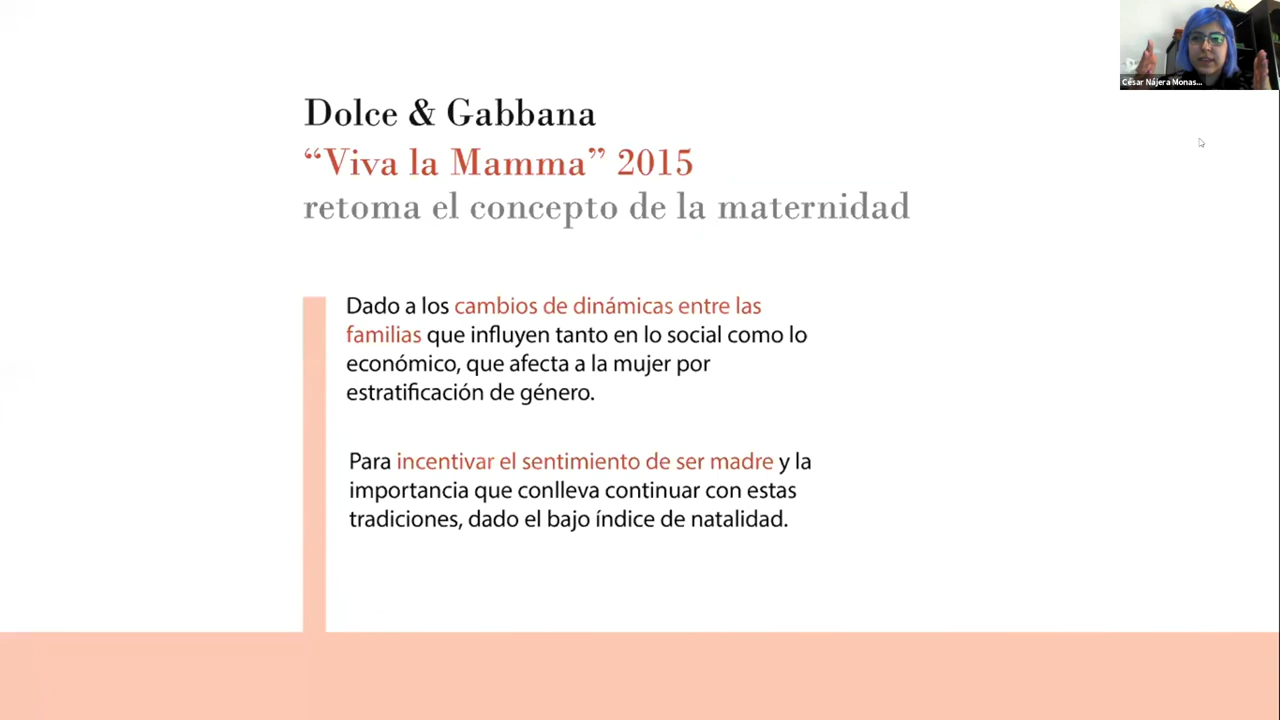 Dolce & Gabbana
“Viva la Mamma” 2015
retoma el concepto de la maternidad
Dado a los cambios de dinámicas entre las
familias que influyen tanto en lo social como lo
económico, que afecta a la mujer por
estratificación de género.
Para incentivar el sentimiento de ser madre y la
importancia que conlleva continuar con estas
tradiciones, dado el bajo índice de natalidad.
César Nájera Monas...